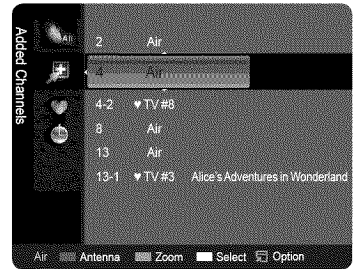 Added Channels
All
2 Air
4 Air
4-2 ♥ TV #8
8 Air
13 Air
13-1 ♥ TV #3 Alice's Adventures in Wonderland
Air Antenna Zoom Select Option